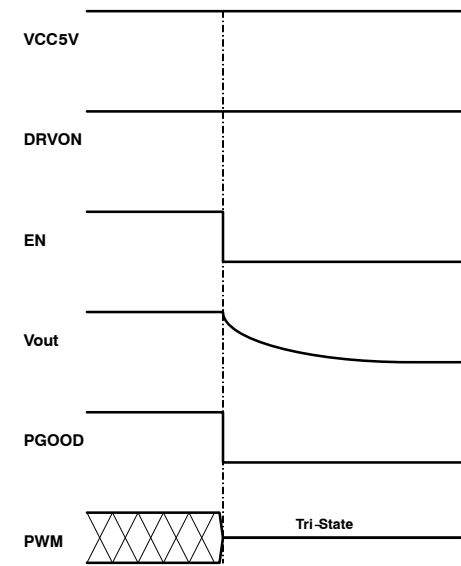 VCC5V
DRVON
EN
Vout
PGOOD
Tri-State
PWM